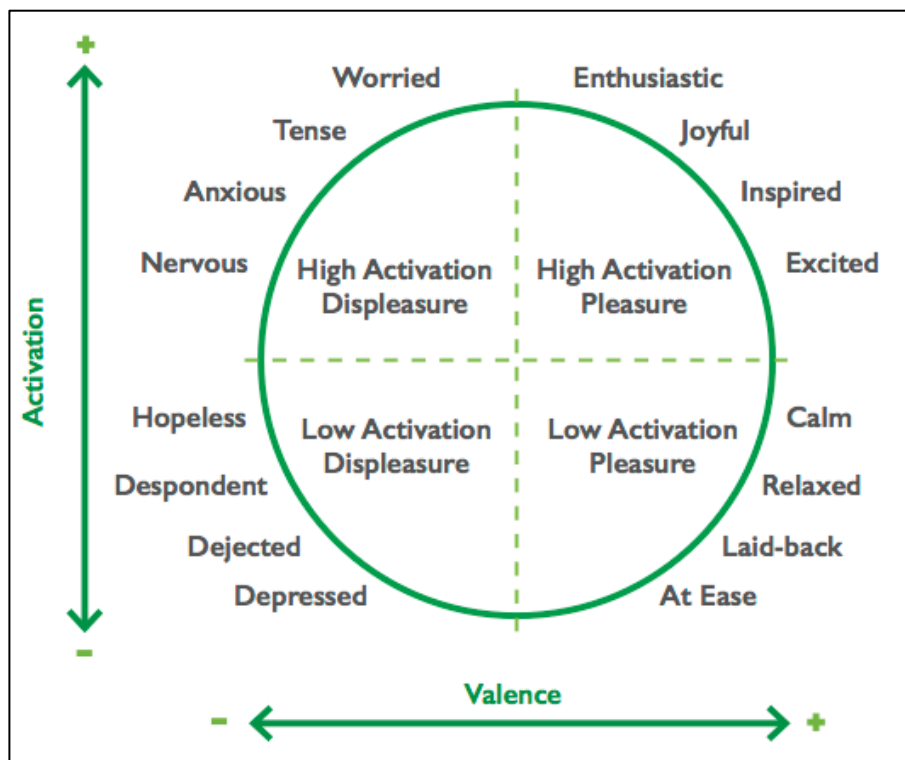 +
Worried
Enthusiastic
Tense
Joyful
Anxious
Inspired
Nervous
Excited
High Activation
Displeasure
High Activation
Pleasure
Activation
Hopeless
Calm
Low Activation
Displeasure
Low Activation
Pleasure
Despondent
Relaxed
Dejected
Laid-back
Depressed
At Ease
-
Valence
-
+